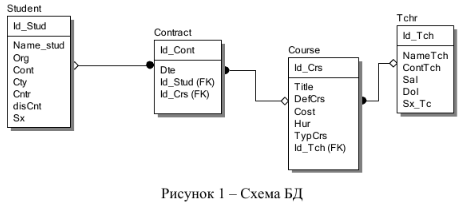 Student
Id_Stud
Name_stud
Org
Cont
Cty
Cntr
disCnt
Sx
Contract
Id_Cont
Dte
Id_Stud (FK)
Id_Crs (FK)
Course
Id_Crs
Title
DefCrs
Cost
Hur
TypCrs
Id_Tch (FK)
Tchr
Id_Tch
NameTch
ContTch
Sal
Dol
Sx_Tc
Рисунок 1 – Схема БД